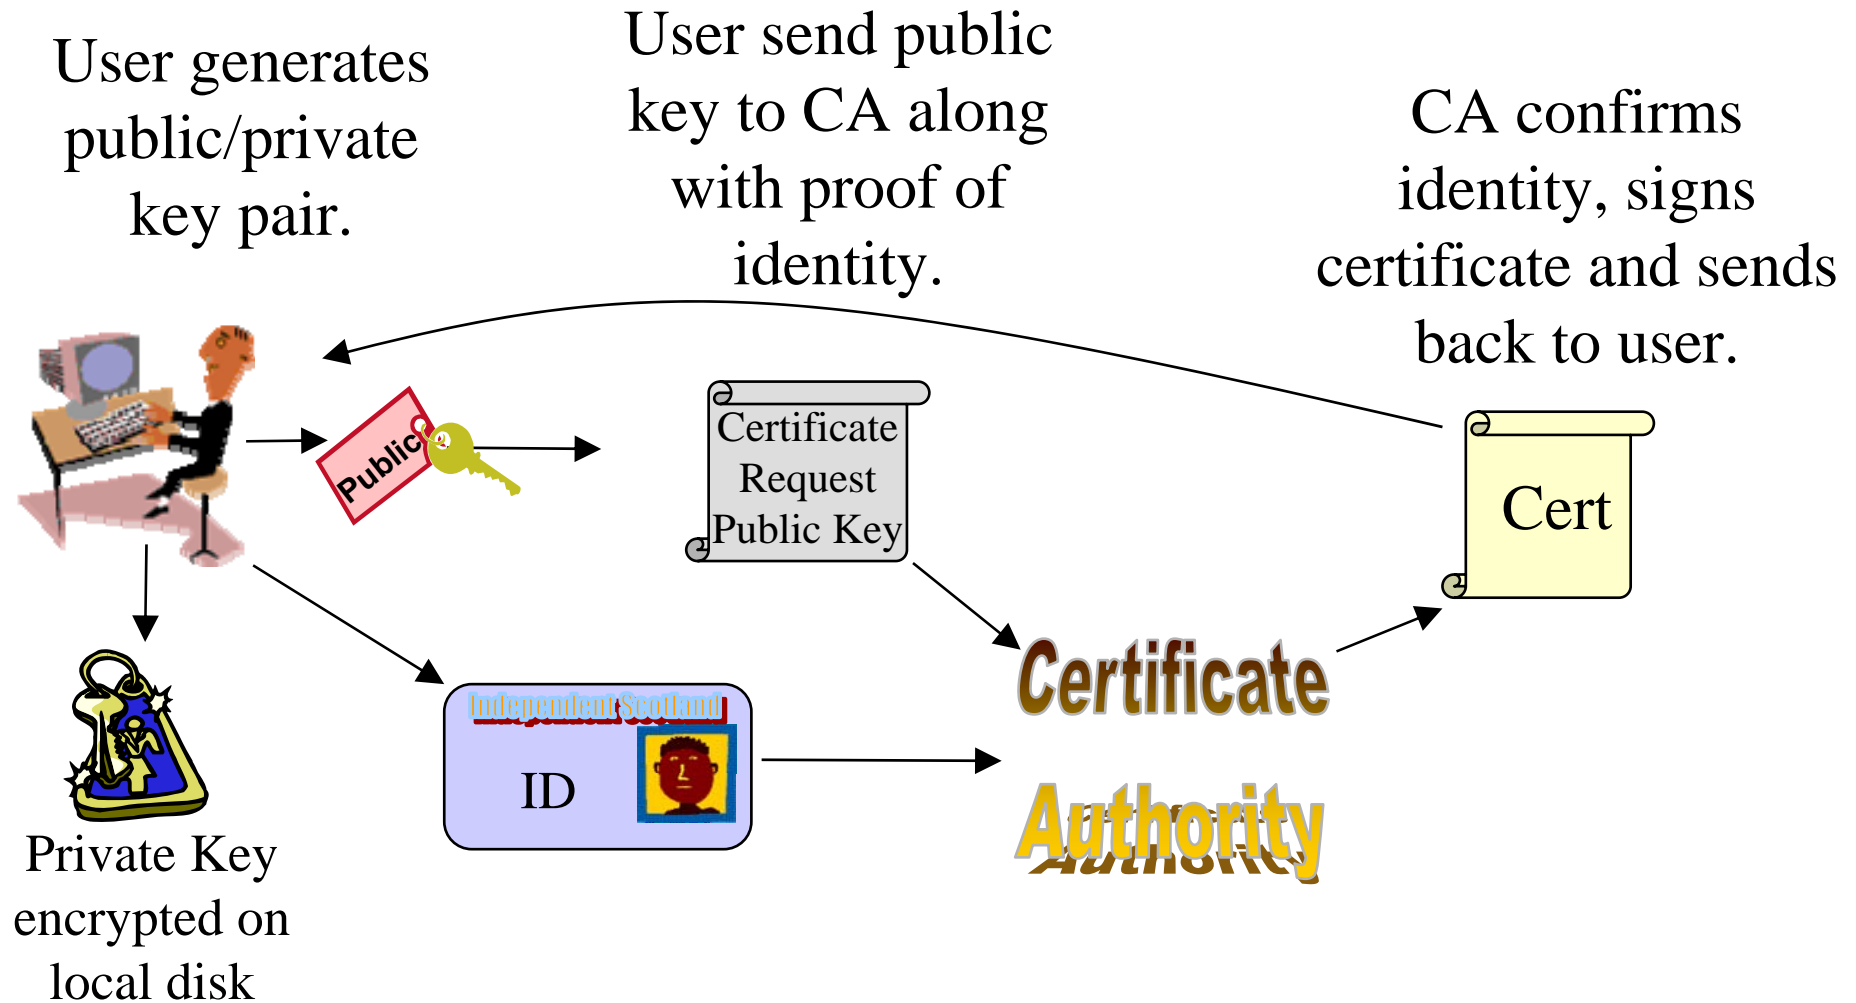 User generates
public/private
key pair.
User send public
key to CA along
with proof of
identity.
CA confirms
identity, signs
certificate and sends
back to user.
Public
Certificate
Request
Public Key
Cert
Independent Scotland
ID
Certificate
Authority
Private Key
encrypted on
local disk